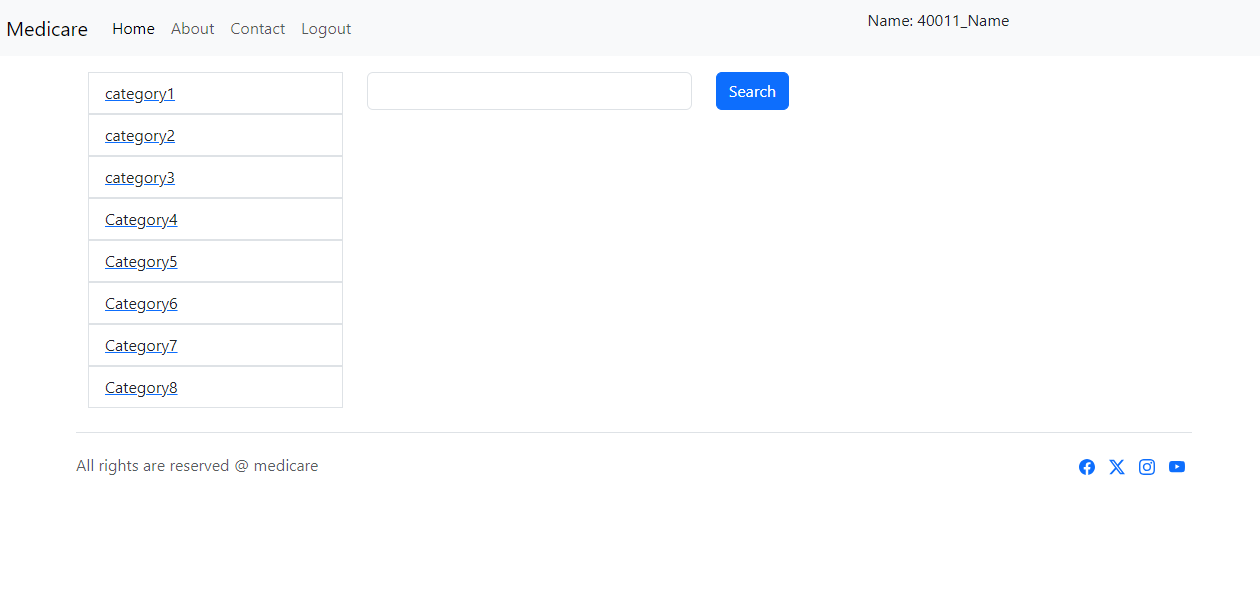 Medicare Home About Contact Logout Name: 40011_Name
category1
Search
category2
category3
Category4
Category5
Category6
Category7
Category8
All rights are reserved @ medicare